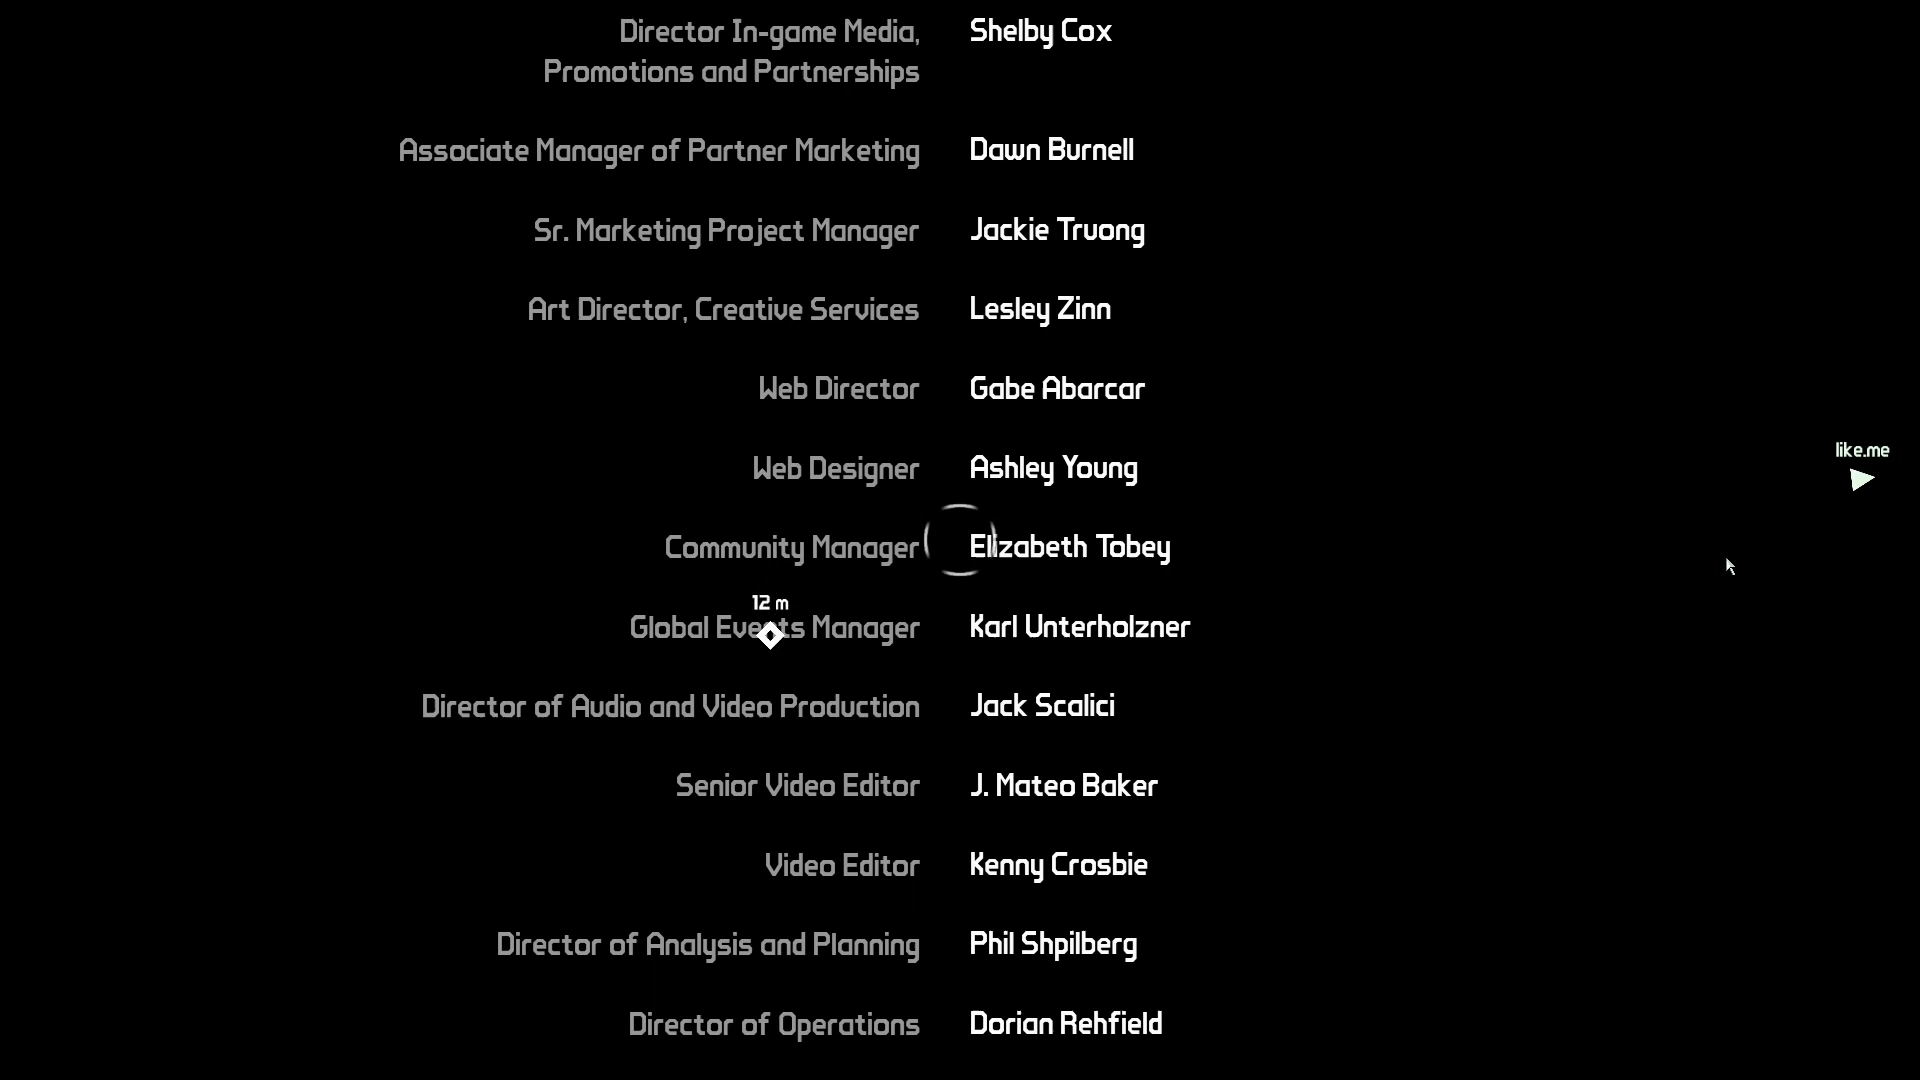 Director In-game Media, Shelby Cox
Promotions and Partnerships
Associate Manager of Partner Marketing Dawn Burnell
Sr. Marketing Project Manager Jackie Truong
Art Director, Creative Services Lesley Zinn
Web Director Gabe Abarcar
like.me
Web Designer Ashley Young
Community Manager Elizabeth Tobey
12 m
Global Events Manager Karl Unterholzner
Director of Audio and Video Production Jack Scalici
Senior Video Editor J. Mateo Baker
Video Editor Kenny Crosbie
Director of Analysis and Planning Phil Shpilberg
Director of Operations Dorian Rehfield